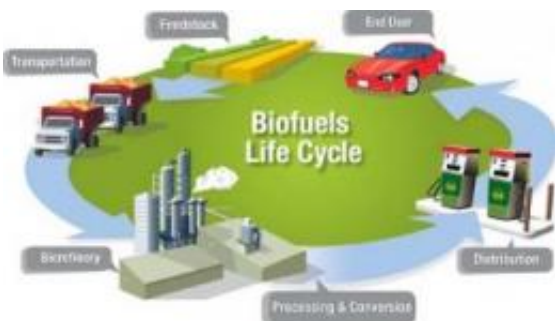 Feedstock
End User
Transportation
Biofuels
Life Cycle
Biorefinery
Distribution
Processing & Conversion